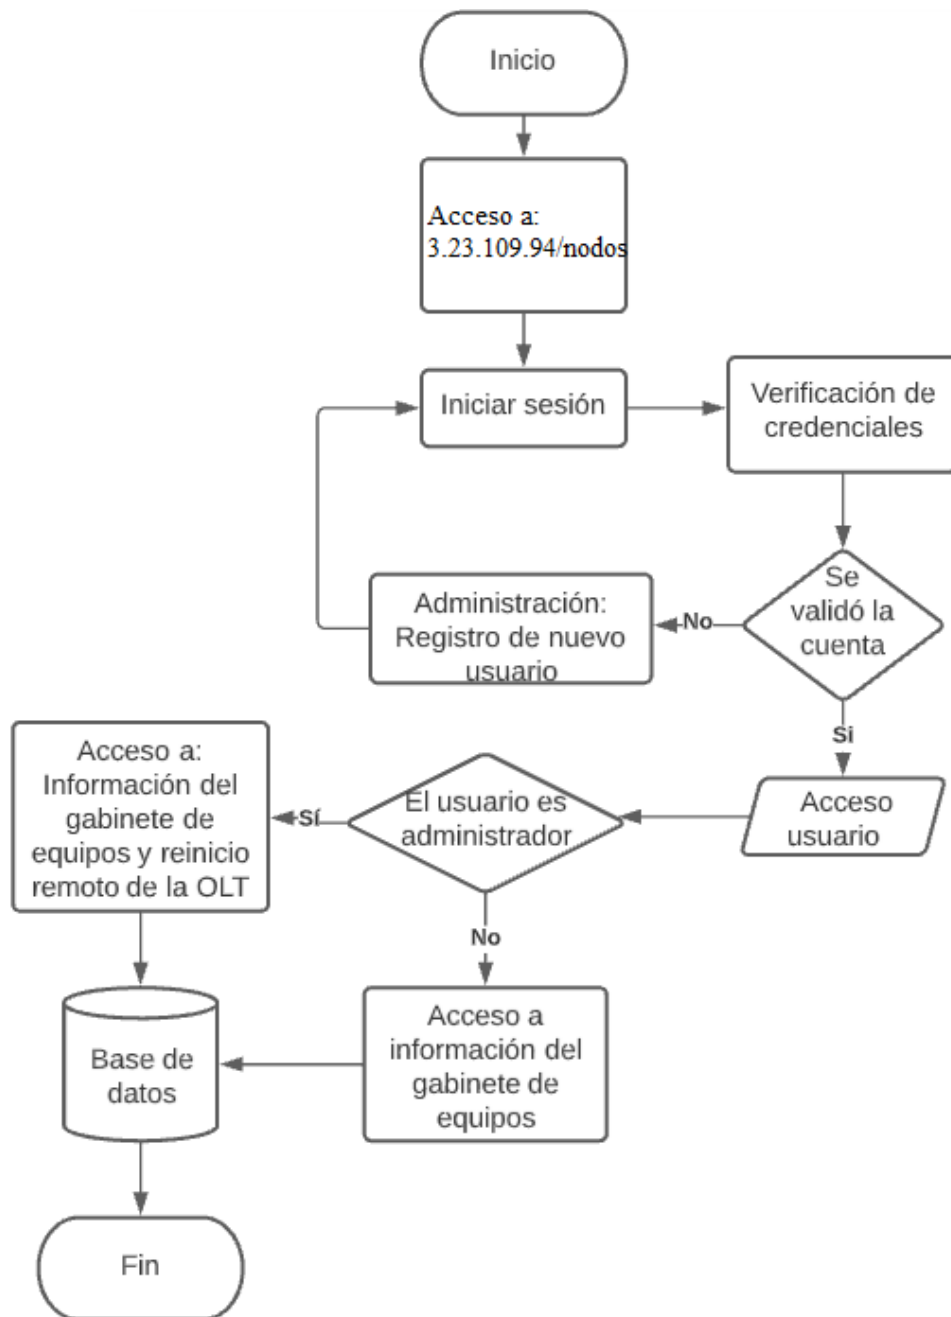 Inicio
Acceso a:
3.23.109.94/nodos
Iniciar sesión
Verificación de
credenciales
Se
validó la
cuenta
No
Administración:
Registro de nuevo
usuario
Si
Acceso
usuario
El usuario es
administrador
Sí
Acceso a:
Información del
gabinete de
equipos y reinicio
remoto de la OLT
No
Acceso a
información del
gabinete de
equipos
Base de
datos
Fin